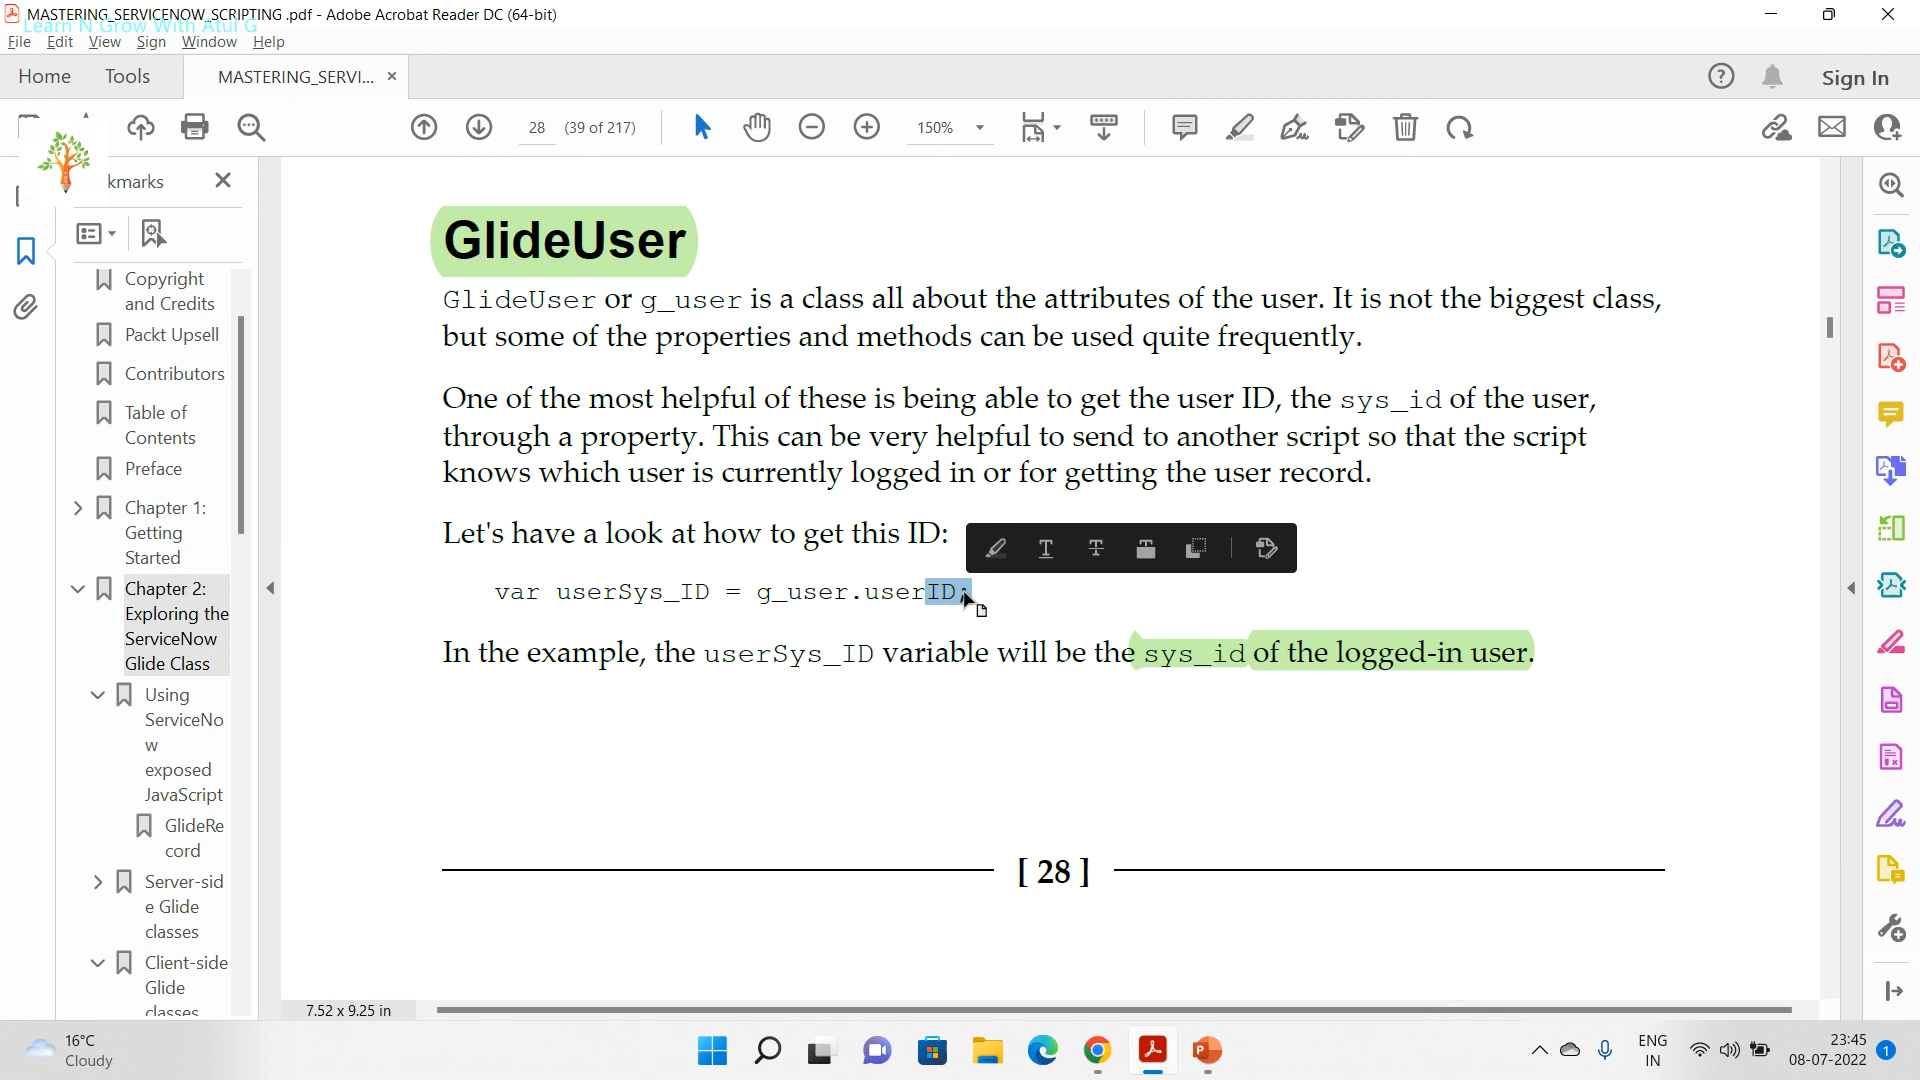 MASTERING_SERVICENOW_SCRIPTING .pdf - Adobe Acrobat Reader DC (64-bit)
Learn N Grow With Atul G
File Edit View Sign Window Help
Home Tools MASTERING_SERVI... × Sign In
28 (39 of 217) 150%
kmarks
Copyright
and Credits
Packt Upsell
Contributors
Table of
Contents
Preface
Chapter 1:
Getting
Started
Chapter 2:
Exploring the
ServiceNow
Glide Class
Using
ServiceNo
w
exposed
JavaScript
GlideRe
cord
Server-sid
e Glide
classes
Client-side
Glide
classes
GlideUser
GlideUser or g_user is a class all about the attributes of the user. It is not the biggest class,
but some of the properties and methods can be used quite frequently.
One of the most helpful of these is being able to get the user ID, the sys_id of the user,
through a property. This can be very helpful to send to another script so that the script
knows which user is currently logged in or for getting the user record.
Let's have a look at how to get this ID:
var userSys_ID = g_user.userID;
In the example, the userSys_ID variable will be the sys_id of the logged-in user.
[ 28 ]
7.52 x 9.25 in
16°C
Cloudy
ENG
IN
23:45
08-07-2022
1